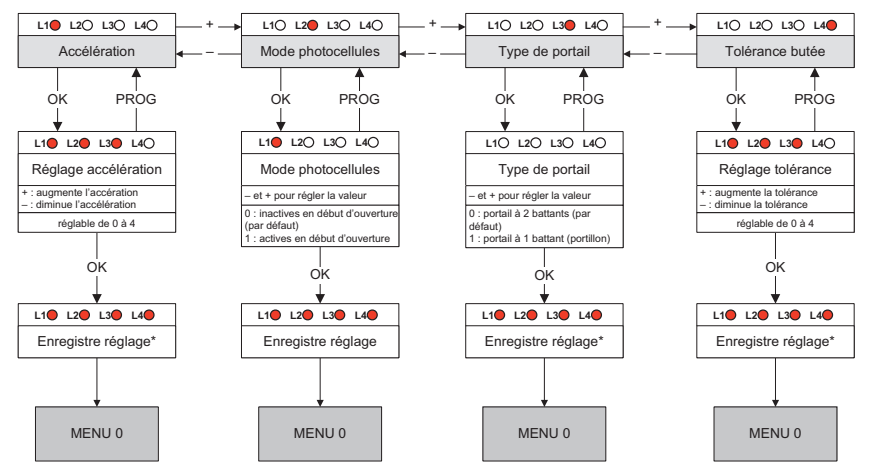 L1 L2 L3 L4 + L1 L2 L3 L4 + L1 L2 L3 L4 + L1 L2 L3 L4
Accélération – Mode photocellules – Type de portail – Tolérance butée
OK PROG OK PROG OK PROG OK PROG
L1 L2 L3 L4
Réglage accélération
+ : augmente l'accération
– : diminue l'accélération
réglable de 0 à 4
L1 L2 L3 L4
Mode photocellules
– et + pour régler la valeur
0 : inactives en début d'ouverture
(par défaut)
1 : actives en début d'ouverture
L1 L2 L3 L4
Type de portail
– et + pour régler la valeur
0 : portail à 2 battants (par
défaut)
1 : portail à 1 battant (portillon)
L1 L2 L3 L4
Réglage tolérance
+ : augmente la tolérance
– : diminue la tolérance
réglable de 0 à 4
OK OK OK OK
L1 L2 L3 L4 L1 L2 L3 L4 L1 L2 L3 L4 L1 L2 L3 L4
Enregistre réglage* Enregistre réglage Enregistre réglage* Enregistre réglage*
MENU 0 MENU 0 MENU 0 MENU 0